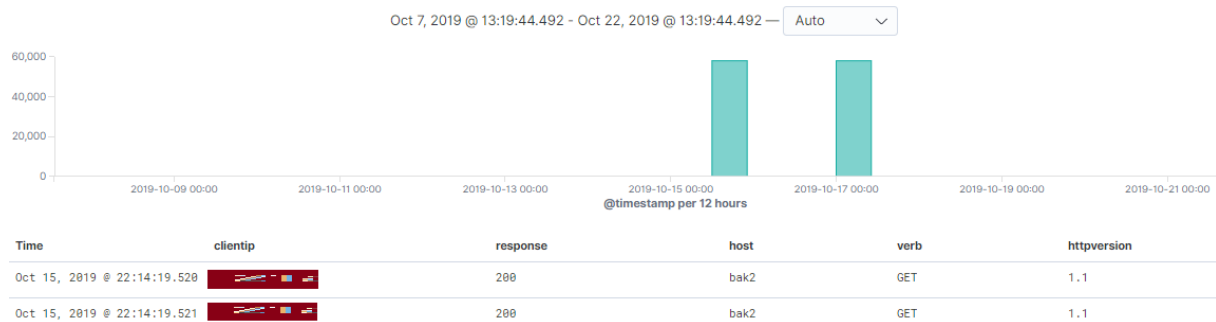 Oct 7, 2019 @ 13:19:44.492 - Oct 22, 2019 @ 13:19:44.492 — Auto
60,000
40,000
20,000
0
2019-10-09 00:00 2019-10-11 00:00 2019-10-13 00:00 2019-10-15 00:00 2019-10-17 00:00 2019-10-19 00:00 2019-10-21 00:00
@timestamp per 12 hours
Time clientip response host verb httpversion
Oct 15, 2019 @ 22:14:19.520 200 bak2 GET 1.1
Oct 15, 2019 @ 22:14:19.521 200 bak2 GET 1.1